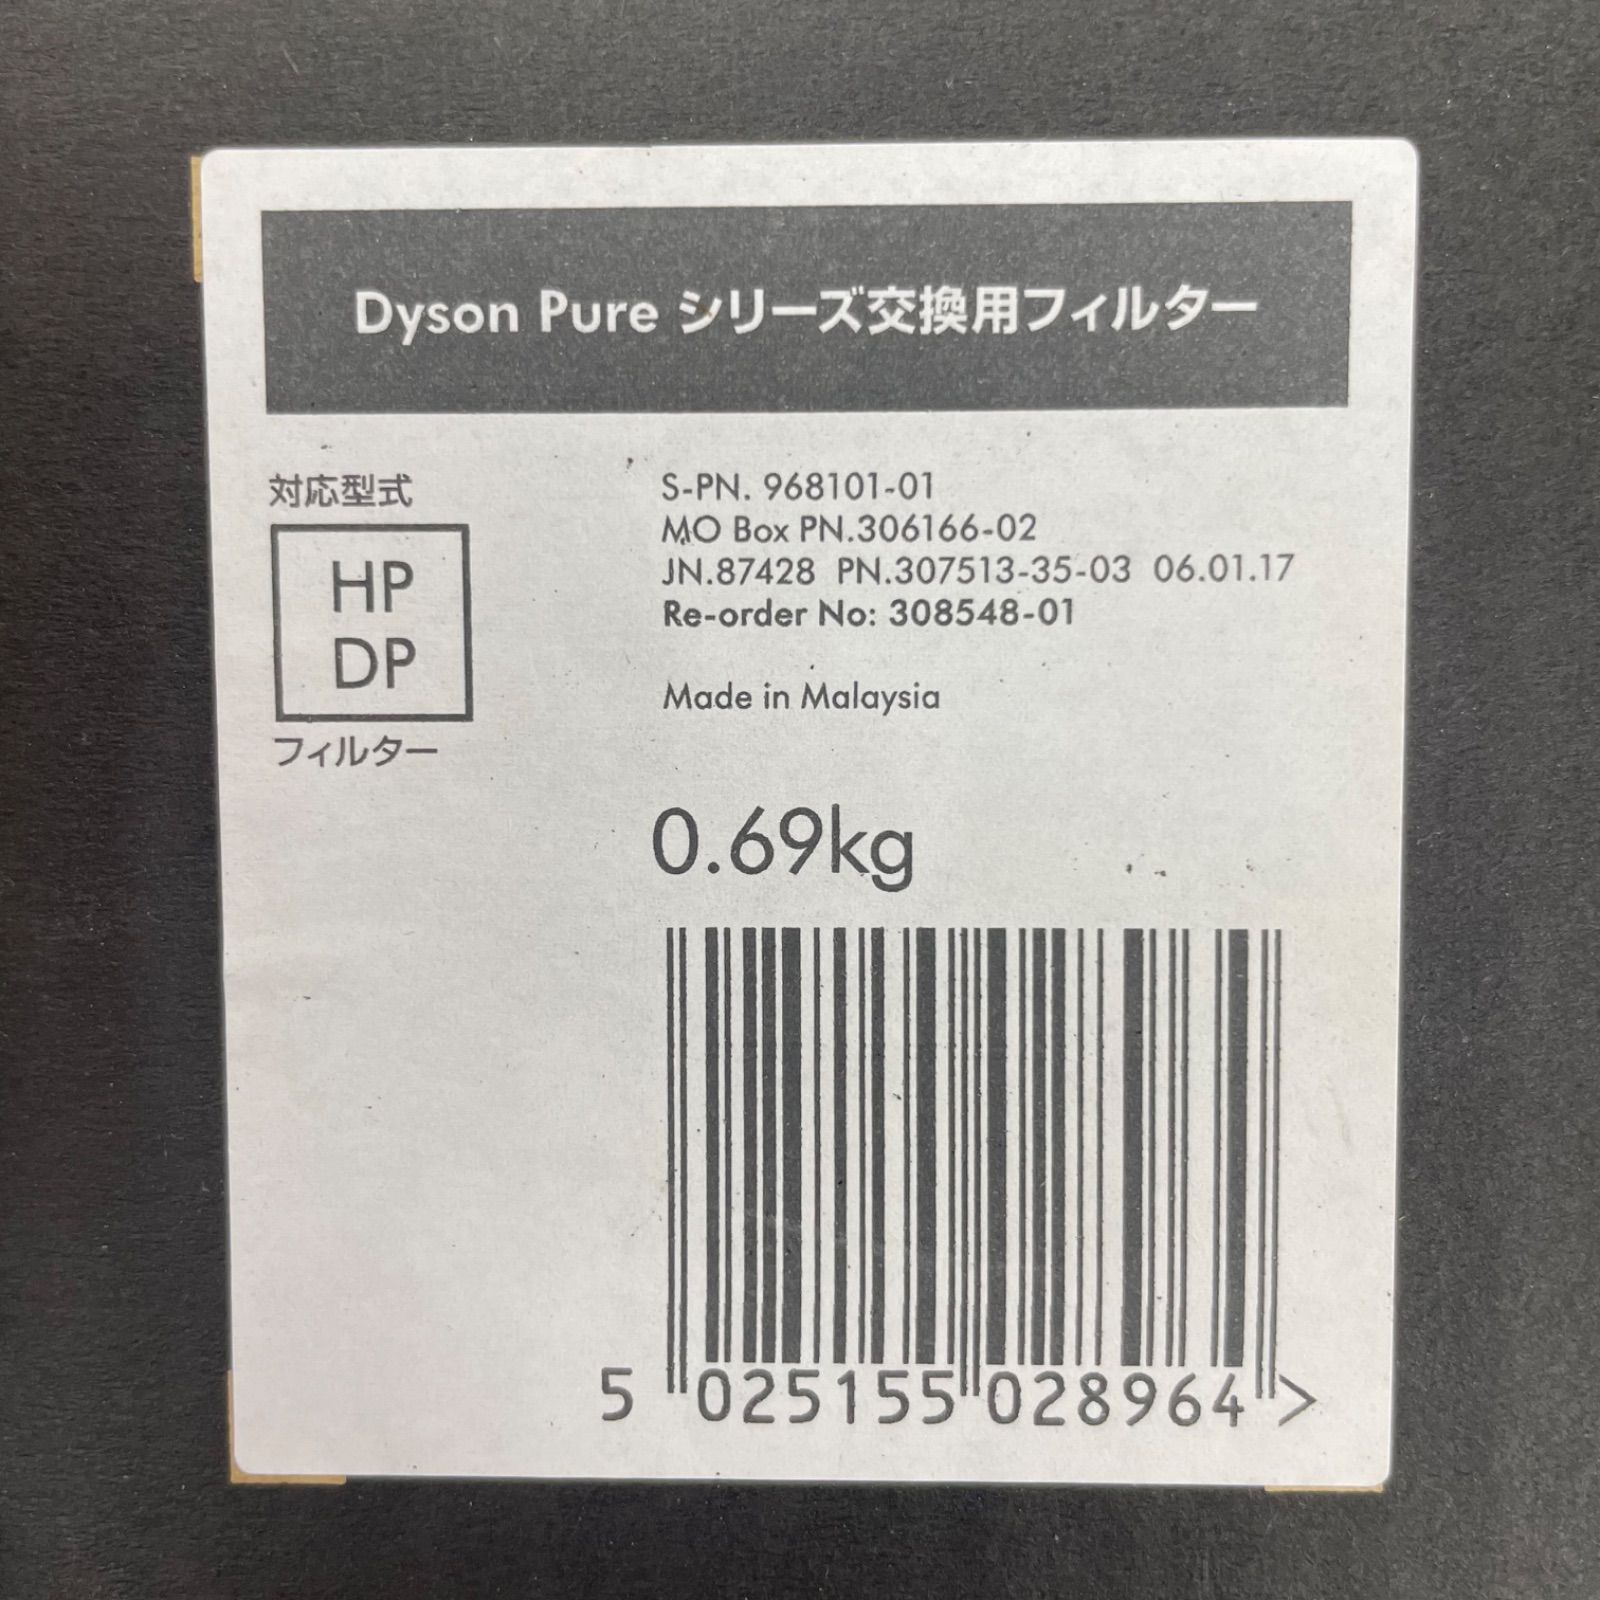 Dyson Pure シリーズ交換用フィルター
対応型式
HP
DP
フィルター
S-PN. 968101-01
MO Box PN.306166-02
JN.87428 PN.307513-35-03 06.01.17
Re-order No: 308548-01
Made in Malaysia
0.69kg
5 025155 028964 >